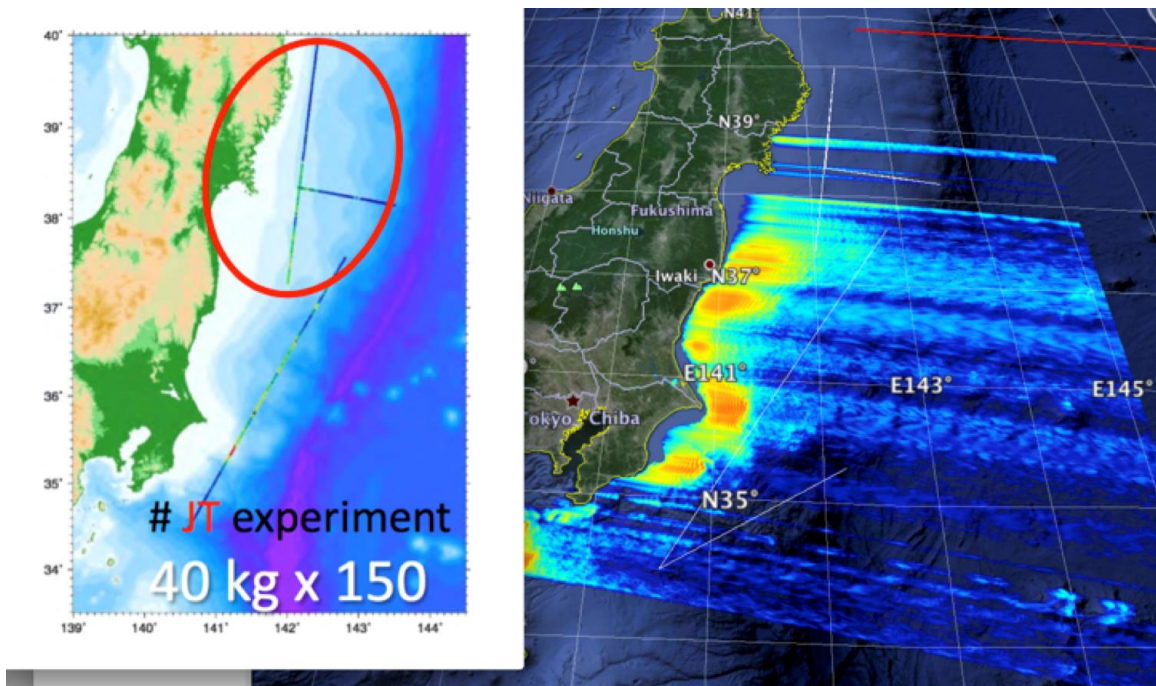 40˚
39˚
38˚
37˚
36˚
35˚
34˚
139˚
140˚
141˚
142˚
143˚
144˚
# JT experiment
40 kg x 150
N41°
N39°
Niigata
Fukushima
Honshu
Iwaki
N37°
E141°
E143°
E145°
okyo
Chiba
N35°